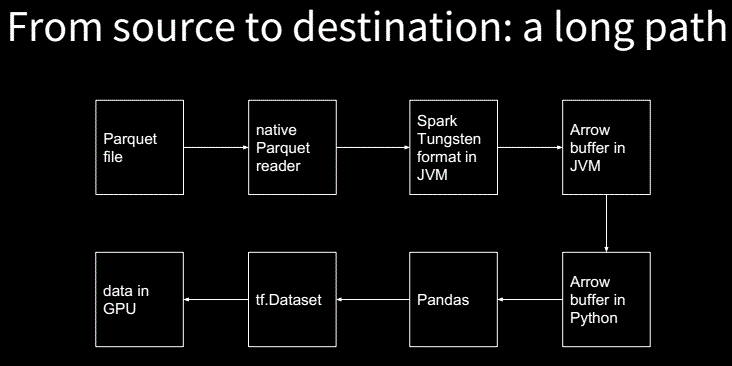 From source to destination: a long path
Parquet
file
native
Parquet
reader
Spark
Tungsten
format in
JVM
Arrow
buffer in
JVM
data in
GPU
tf.Dataset
Pandas
Arrow
buffer in
Python